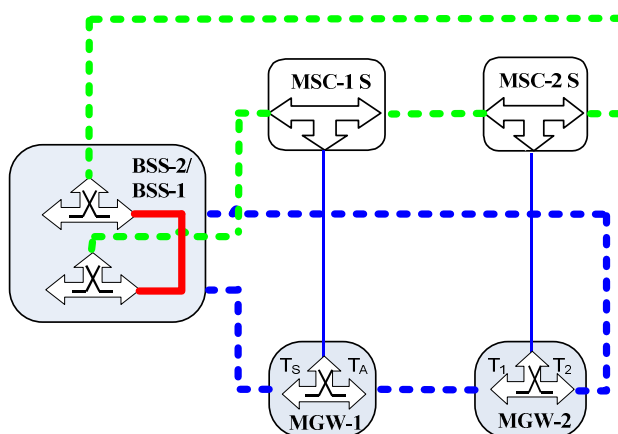 MSC-1 S
MSC-2 S
BSS-2/
BSS-1
TS TA
MGW-1
T1 T2
MGW-2